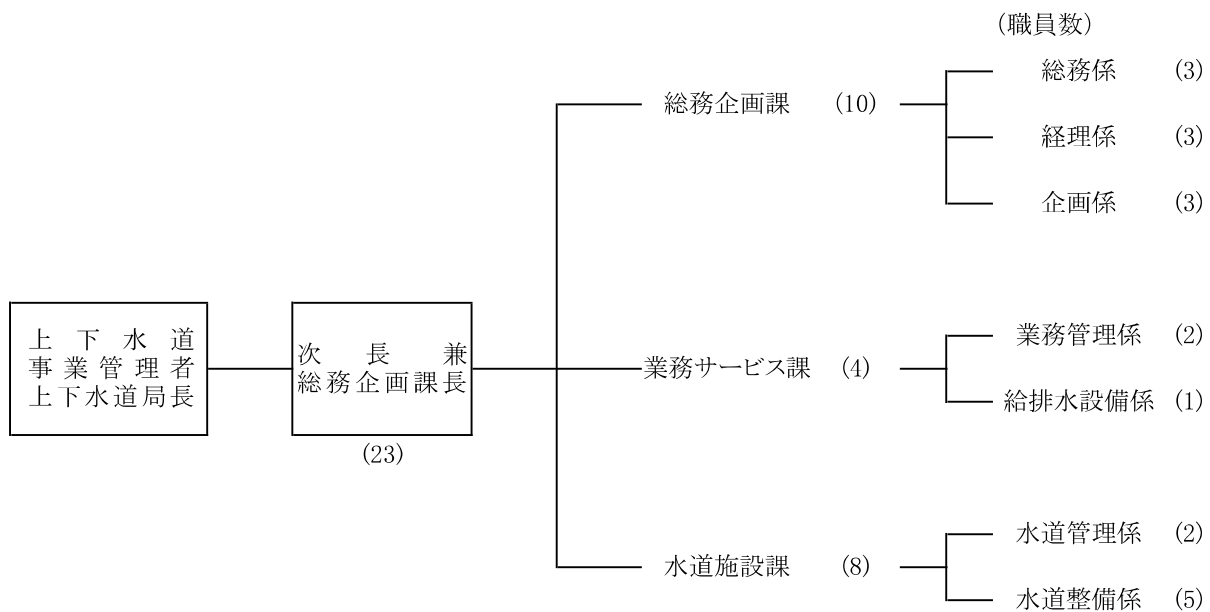 (職員数)
総務係 (3)
総務企画課 (10)
経理係 (3)
企画係 (3)
上下水道
事業管理者
上下水道局長
次長兼
総務企画課長
(23)
業務管理係 (2)
業務サービス課 (4)
給排水設備係 (1)
水道管理係 (2)
水道施設課 (8)
水道整備係 (5)